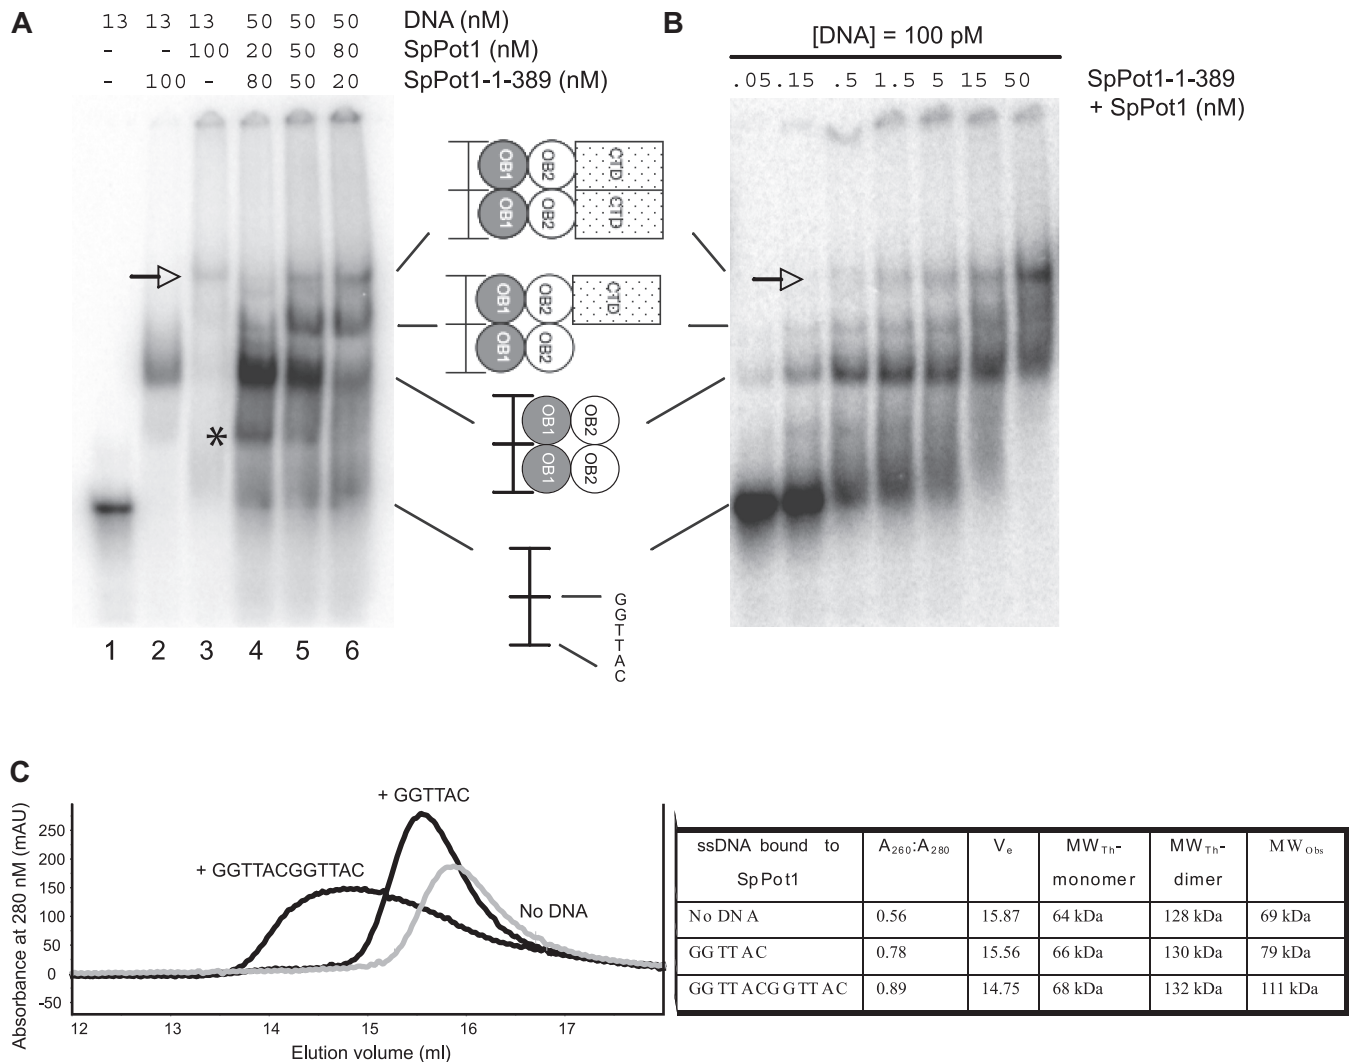 A
13 13 13 50 50 50 DNA (nM)
- - 100 20 50 80 SpPot1 (nM)
- 100 - 80 50 20 SpPot1-1-389 (nM)
B
[DNA] = 100 pM
.05 .15 .5 1.5 5 15 50 SpPot1-1-389
+ SpPot1 (nM)
OB1 OB2 CTD
OB1 OB2 CTD
OB1 OB2 CTD
OB1 OB2
*
OB1 OB2
OB1 OB2
G
G
T
T
A
C
1 2 3 4 5 6
C
Absorbance at 280 nM (mAU)
250
200
150
100
50
0
-50
+ GGTTAC
+ GGTTACGGTTAC
No DNA
12 13 14 15 16 17
Elution volume (ml)
ssDNA bound to SpPot1 A260:A280 Ve MWTh-monomer MWTh-dimer MWObs
No DNA 0.56 15.87 64 kDa 128 kDa 69 kDa
GGTTAC 0.78 15.56 66 kDa 130 kDa 79 kDa
GGTTACGGTTAC 0.89 14.75 68 kDa 132 kDa 111 kDa